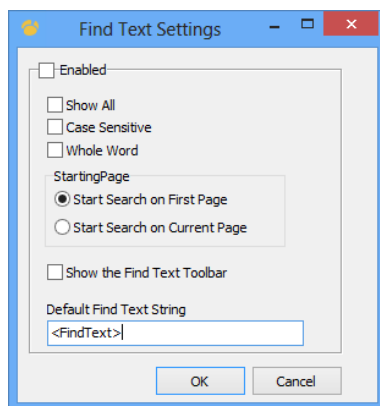 Find Text Settings
Enabled
Show All
Case Sensitive
Whole Word
StartingPage
Start Search on First Page
Start Search on Current Page
Show the Find Text Toolbar
Default Find Text String
<FindText>
OK Cancel